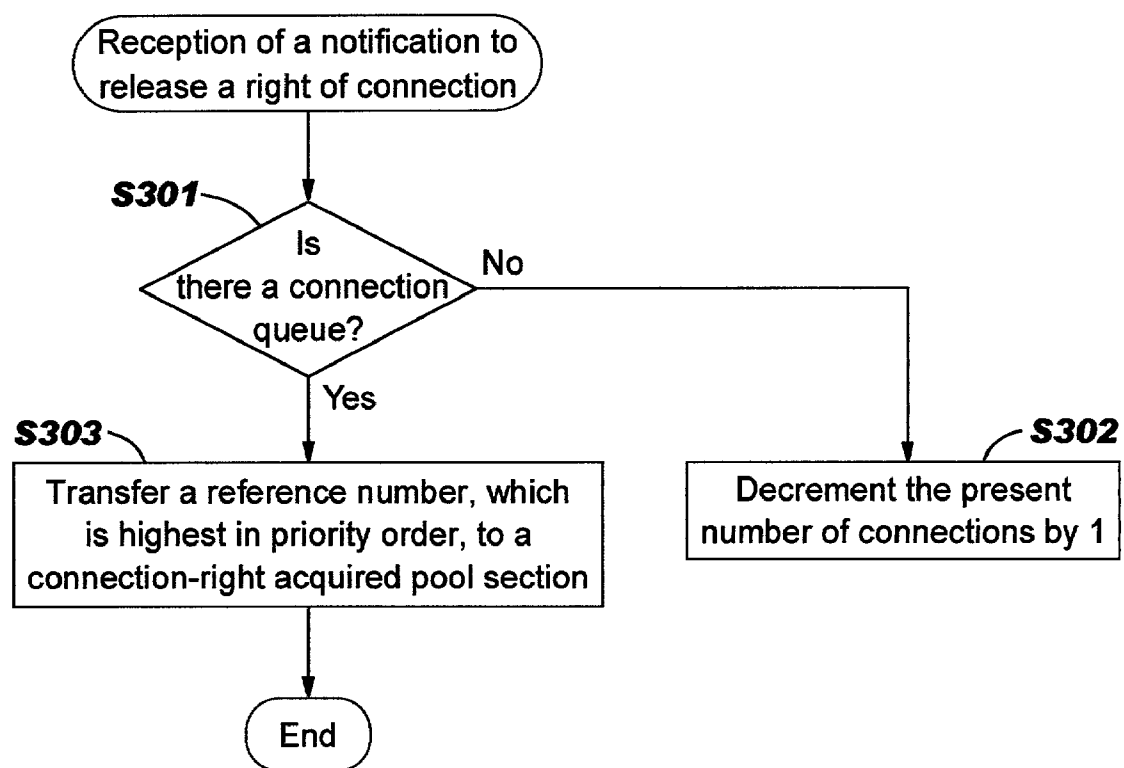 Reception of a notification to
release a right of connection
S301
Is
there a connection
queue?
No
Yes
S303
Transfer a reference number, which
is highest in priority order, to a
connection-right acquired pool section
S302
Decrement the present
number of connections by 1
End